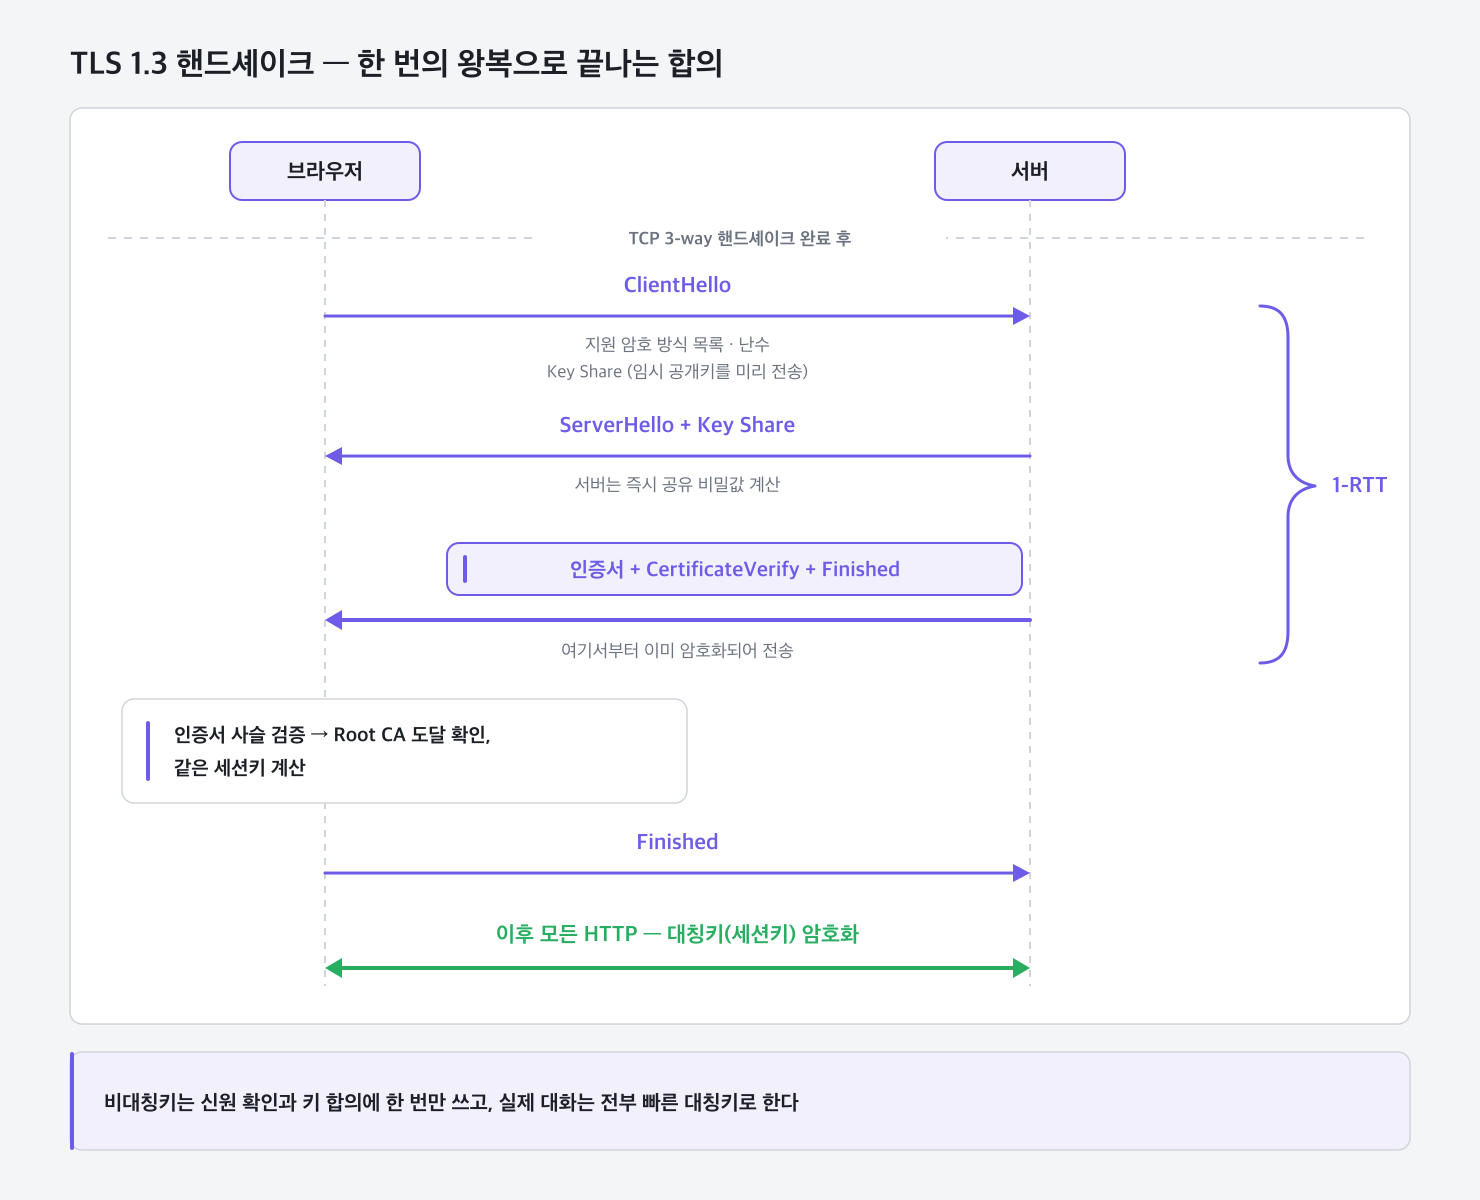 TLS 1.3 핸드셰이크 — 한 번의 왕복으로 끝나는 합의
브라우저
서버
TCP 3-way 핸드셰이크 완료 후
ClientHello
지원 암호 방식 목록 · 난수
Key Share (임시 공개키를 미리 전송)
ServerHello + Key Share
서버는 즉시 공유 비밀값 계산
1-RTT
인증서 + CertificateVerify + Finished
여기서부터 이미 암호화되어 전송
인증서 사슬 검증 → Root CA 도달 확인,
같은 세션키 계산
Finished
이후 모든 HTTP — 대칭키(세션키) 암호화
비대칭키는 신원 확인과 키 합의에 한 번만 쓰고, 실제 대화는 전부 빠른 대칭키로 한다